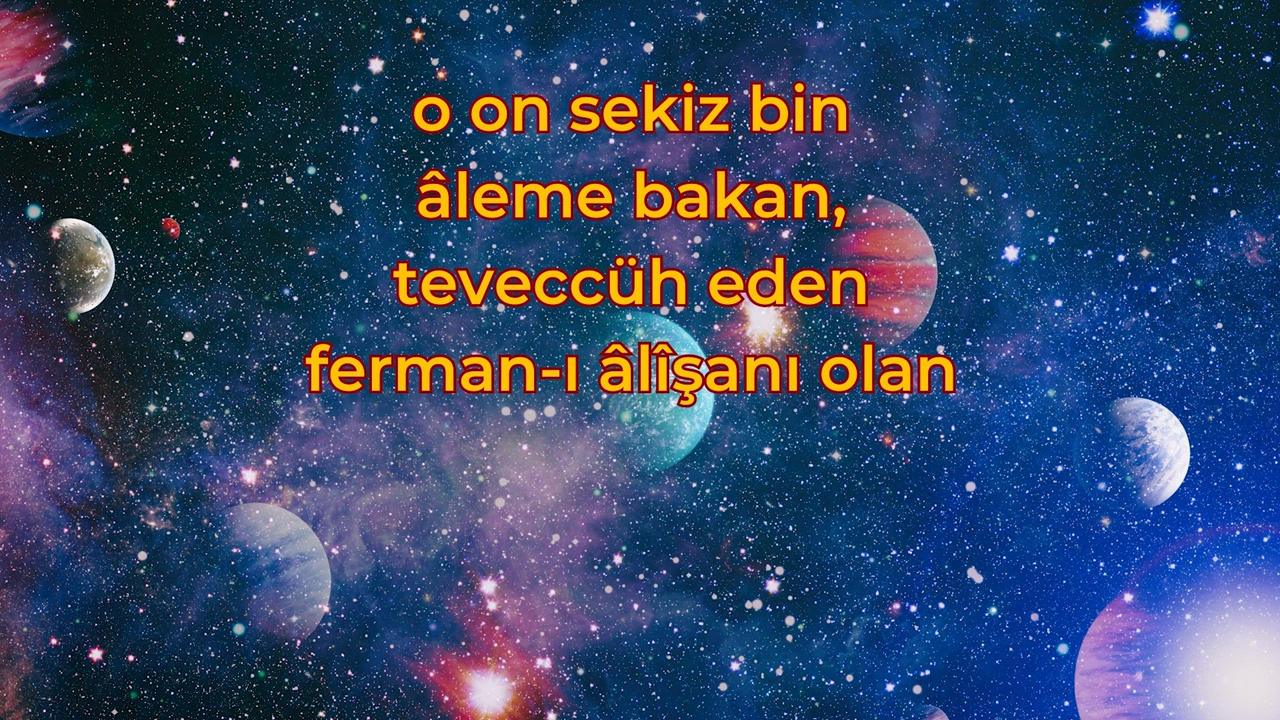 o on sekiz bin
âleme bakan,
teveccüh eden
ferman-ı âlîşanı olan